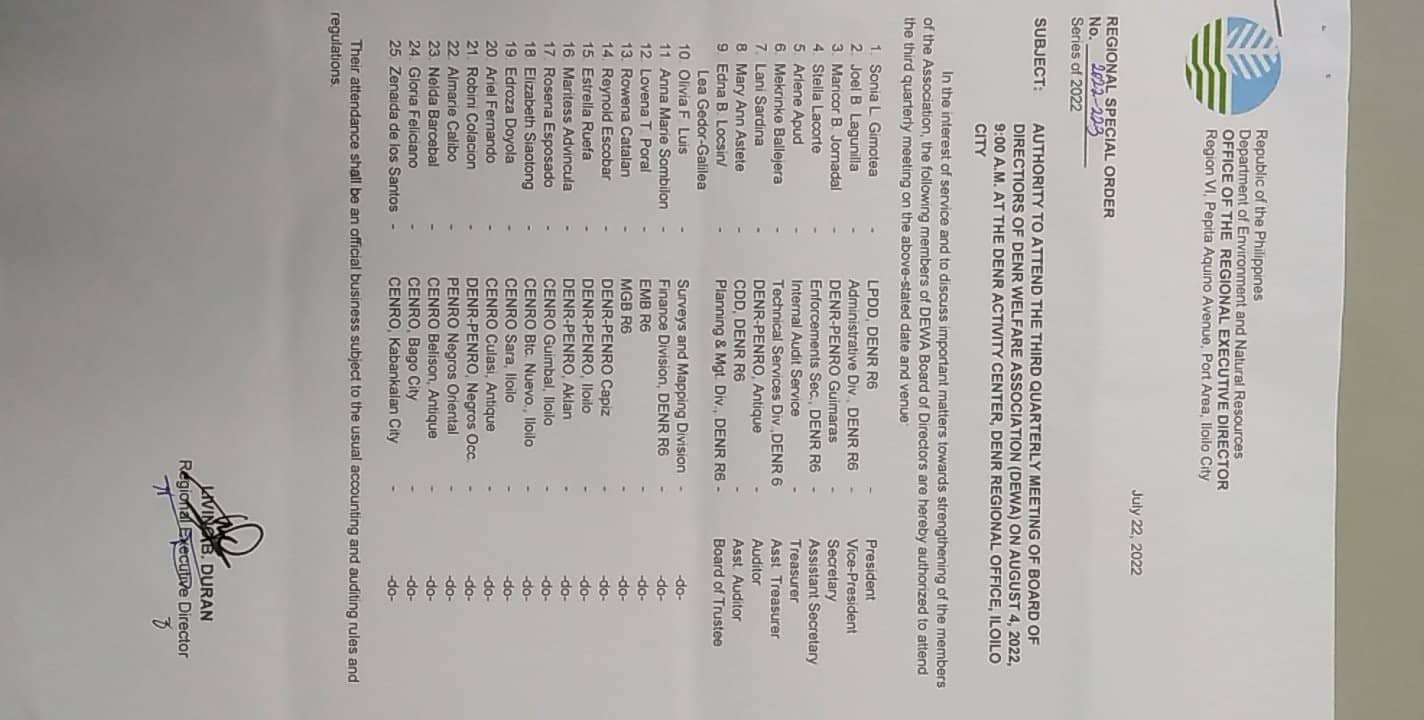 Republic of the Philippines
Department of Environment and Natural Resources
OFFICE OF THE REGIONAL EXECUTIVE DIRECTOR
Region VI, Pepita Aquino Avenue, Port Area, Iloilo City
July 22, 2022
REGIONAL SPECIAL ORDER
No. 2022-223
Series of 2022
SUBJECT: AUTHORITY TO ATTEND THE THIRD QUARTERLY MEETING OF BOARD OF
DIRECTIORS OF DENR WELFARE ASSOCIATION (DEWA) ON AUGUST 4, 2022,
9:00 A.M. AT THE DENR ACTIVITY CENTER, DENR REGIONAL OFFICE, ILOILO
CITY
In the interest of service and to discuss important matters towards strengthening of the members
of the Association, the following members of DEWA Board of Directors are hereby authorized to attend
the third quarterly meeting on the above-stated date and venue:
1. Sonia L. Gimotea - LPDD, DENR R6 - President
2. Joel B. Lagunilla - Administrative Div., DENR R6 - Vice-President
3. Maricor B. Jornadal - DENR-PENRO Guimaras - Secretary
4 Stella Lacorte - Enforcements Sec., DENR R6 - Assistant Secretary
5 Arlene Apud - Internal Audit Service - Treasurer
6. Mekrinke Ballejera - Technical Services Div.,DENR 6 - Asst. Treasurer
7. Lani Sardina - DENR-PENRO, Antique - Auditor
8 Mary Ann Astete - CDD, DENR R6 - Asst. Auditor
9 Edna B. Locsin/ - Planning & Mgt. Div., DENR R6 - Board of Trustee
Lea Gedor-Galilea
10 Olivia F. Luis - Surveys and Mapping Division - -do-
11 Anna Marie Sombilon - Finance Division, DENR R6 - -do-
12. Lovena T. Poral - EMB R6 - -do-
13. Rowena Catalan - MGB R6 - -do-
14. Reynold Escobar - DENR-PENRO Capiz - -do-
15. Estrella Ruefa - DENR-PENRO, Iloilo - -do-
16 Maritess Advincula - DENR-PENRO, Aklan - -do-
17. Rosena Esposado - CENRO Guimbal, Iloilo - -do-
18 Elizabeth Siaotong - CENRO Btc. Nuevo., Iloilo - -do-
19 Edroza Doyola - CENRO Sara, Iloilo - -do-
20. Ariel Fernando - CENRO Culasi, Antique - -do-
21. Robini Colacion - DENR-PENRO, Negros Occ. - -do-
22. Almarie Calibo - PENRO Negros Oriental - -do-
23. Nelda Barcebal - CENRO Belison, Antique - -do-
24. Gloria Feliciano - CENRO, Bago City - -do-
25. Zenaida de los Santos - CENRO, Kabankalan City - -do-
Their attendance shall be an official business subject to the usual accounting and auditing rules and
regulations.
B. DURAN
Regional Executive Director